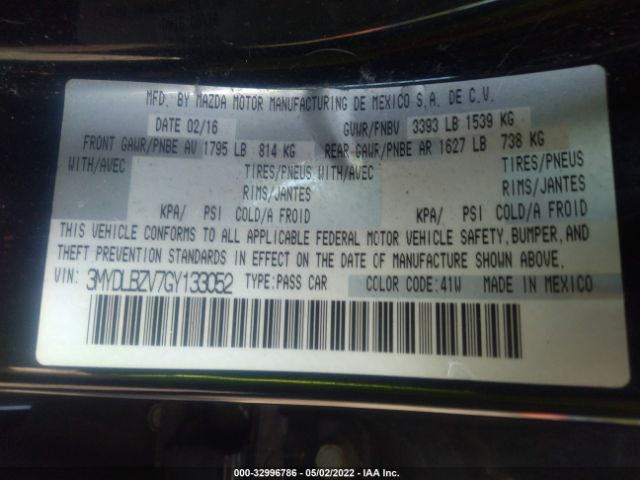 MFD. BY MAZDA MOTOR MANUFACTURING DE MEXICO S.A. DE C.V.
DATE 02/16 GVWR/PNBV 3393 LB 1539 KG
FRONT GAWR/PNBE AV 1795 LB 814 KG REAR GAWR/PNBE AR 1627 LB 738 KG
WITH/AVEC TIRES/PNEUS WITH/AVEC TIRES/PNEUS
RIMS/JANTES RIMS/JANTES
KPA/ PSI COLD/A FROID KPA/ PSI COLD/A FROID
THIS VEHICLE CONFORMS TO ALL APPLICABLE FEDERAL MOTOR VEHICLE SAFETY, BUMPER, AND
THEFT PREVENTION STANDARDS IN EFFECT ON THE DATE OF MANUFACTURE SHOWN ABOVE.
VIN: 3MYDLBZV7GY133052 TYPE:PASS CAR COLOR CODE:41W MADE IN MEXICO
000-32996786 - 05/02/2022 - Copart IAA Inc.